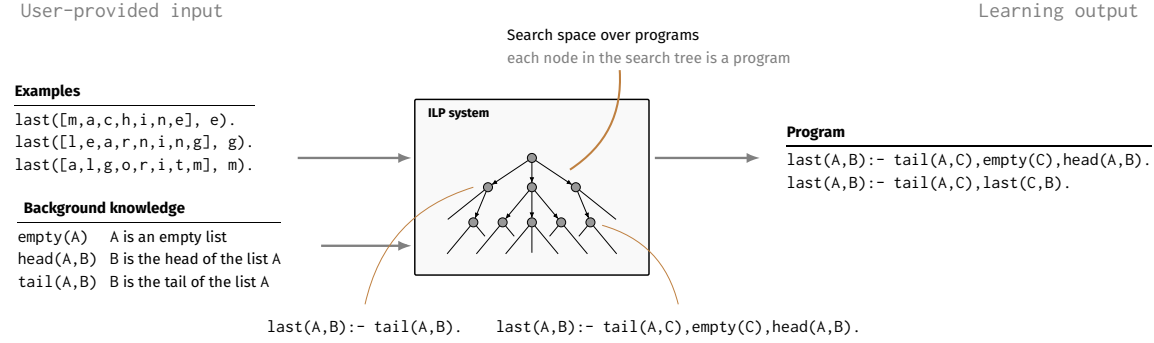 User-provided input
Learning output
Search space over programs
each node in the search tree is a program
Examples
last([m,a,c,h,i,n,e], e).
last([l,e,a,r,n,i,n,g], g).
last([a,l,g,o,r,i,t,m], m).
Background knowledge
empty(A) A is an empty list
head(A,B) B is the head of the list A
tail(A,B) B is the tail of the list A
ILP system
Program
last(A,B):- tail(A,C),empty(C),head(A,B).
last(A,B):- tail(A,C),last(C,B).
last(A,B):- tail(A,B).
last(A,B):- tail(A,C),empty(C),head(A,B).